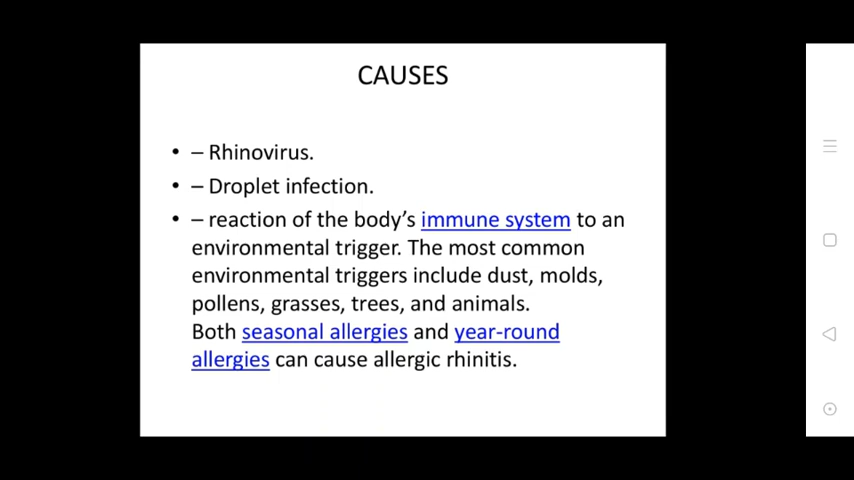 CAUSES
• – Rhinovirus.
• – Droplet infection.
• – reaction of the body’s immune system to an
environmental trigger. The most common
environmental triggers include dust, molds,
pollens, grasses, trees, and animals.
Both seasonal allergies and year-round
allergies can cause allergic rhinitis.